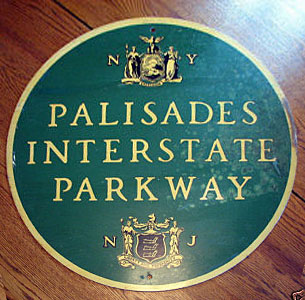 N Y
PALISADES
INTERSTATE
PARKWAY
N J